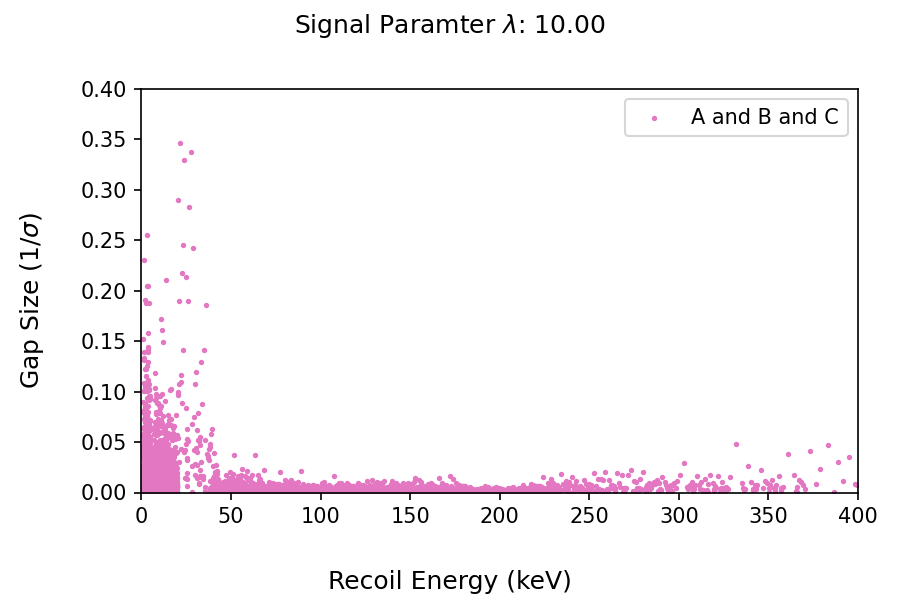 Signal Paramter λ: 10.00
A and B and C
Gap Size (1/σ)
0.40
0.35
0.30
0.25
0.20
0.15
0.10
0.05
0.00
0 50 100 150 200 250 300 350 400
Recoil Energy (keV)